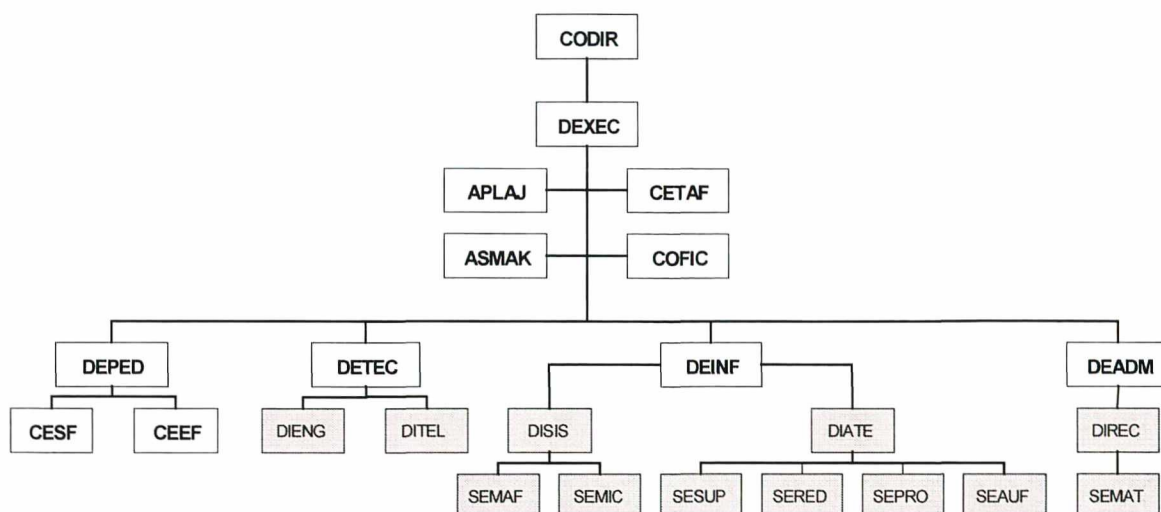 CODIR
DEXEC
APLAJ CETAF
ASMAK COFIC
DEPED DETEC DEINF DEADM
CESF CEEF DIENG DITEL DISIS DIATE DIREC
SEMAF SEMIC SESUP SERED SEPRO SEAUF SEMAT